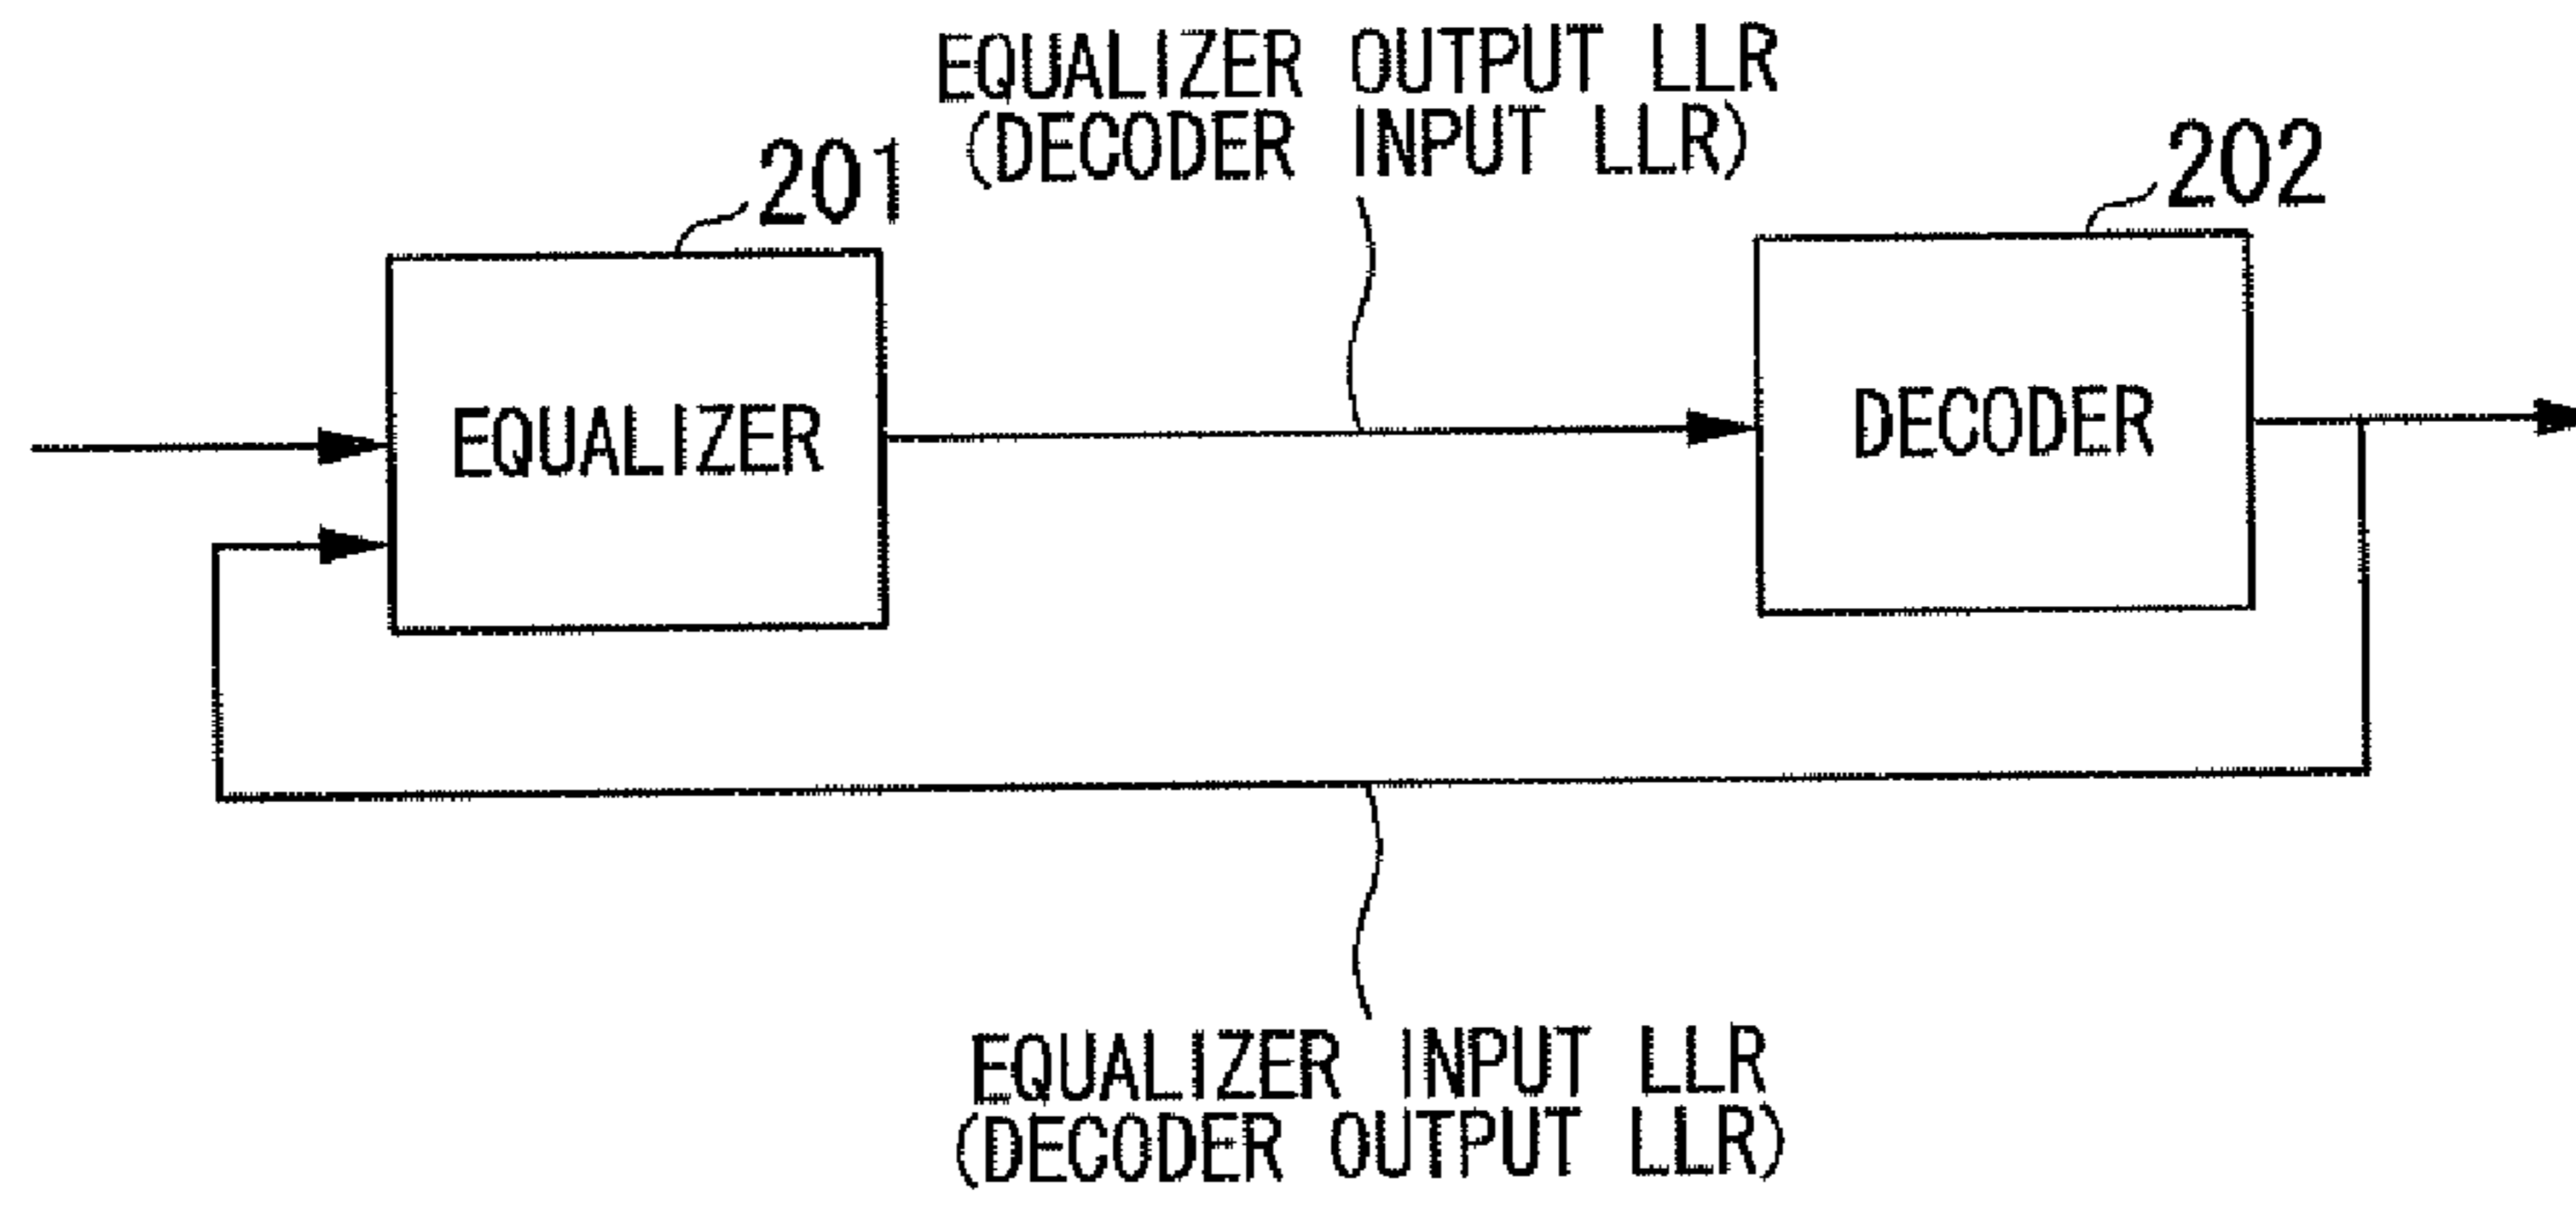 EQUALIZER OUTPUT LLR
(DECODER INPUT LLR)
201
202
EQUALIZER
DECODER
EQUALIZER INPUT LLR
(DECODER OUTPUT LLR)